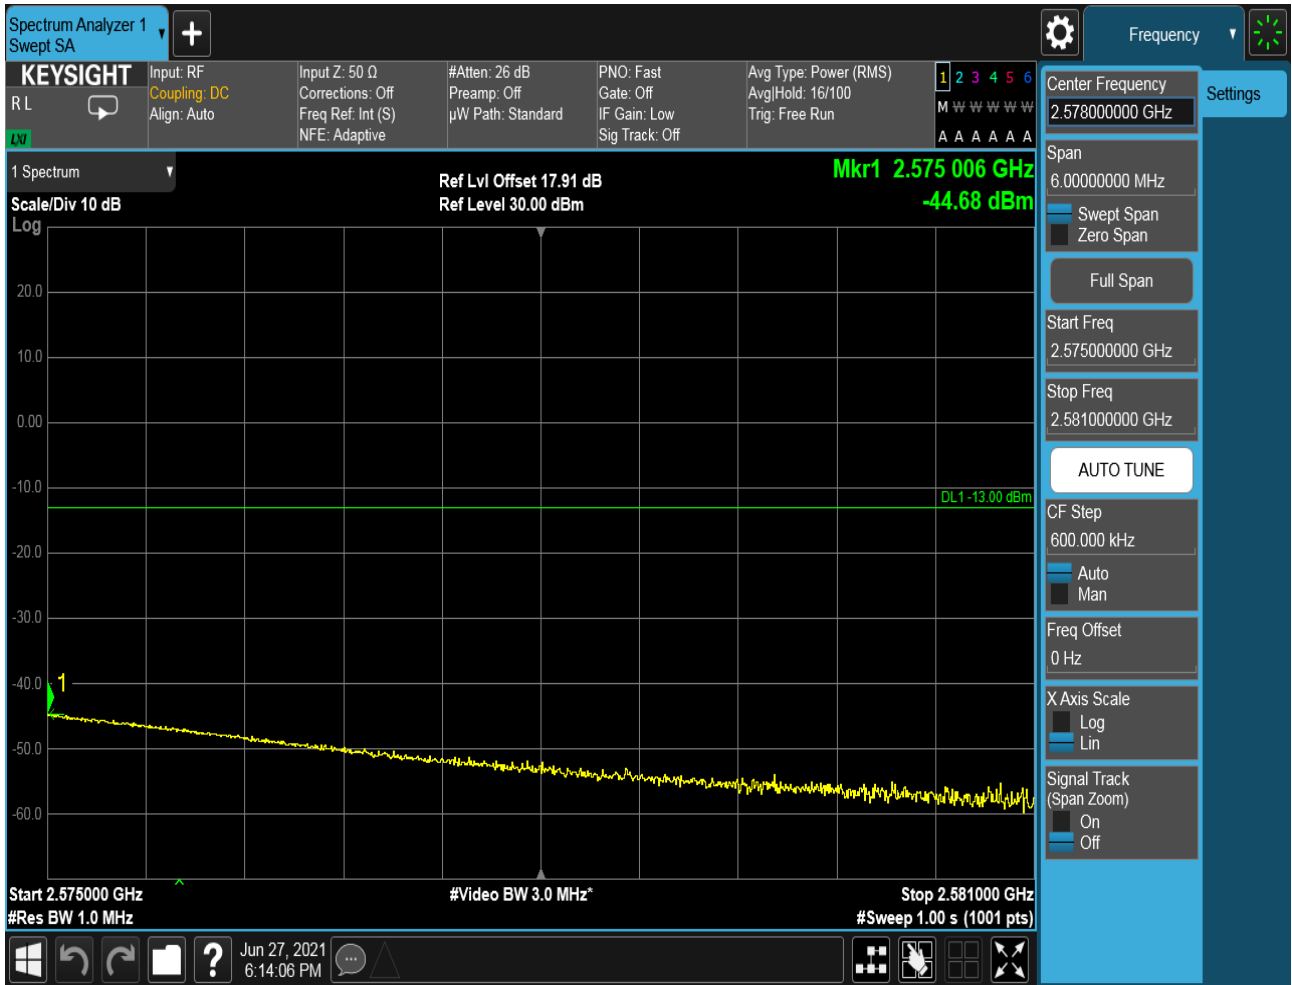 Spectrum Analyzer 1
Swept SA
Frequency
KEYSIGHT
R L
LXI
Input: RF
Coupling: DC
Align: Auto
Input Z: 50 Ω
Corrections: Off
Freq Ref: Int (S)
NFE: Adaptive
#Atten: 26 dB
Preamp: Off
µW Path: Standard
PNO: Fast
Gate: Off
IF Gain: Low
Sig Track: Off
Avg Type: Power (RMS)
Avg|Hold: 16/100
Trig: Free Run
1 2 3 4 5 6
M W W W W W
A A A A A A
1 Spectrum
Scale/Div 10 dB
Log
Ref Lvl Offset 17.91 dB
Ref Level 30.00 dBm
Mkr1 2.575 006 GHz
-44.68 dBm
20.0
10.0
0.00
-10.0
-20.0
-30.0
-40.0
-50.0
-60.0
DL1 -13.00 dBm
1
Start 2.575000 GHz
#Res BW 1.0 MHz
#Video BW 3.0 MHz*
Stop 2.581000 GHz
#Sweep 1.00 s (1001 pts)
Jun 27, 2021
6:14:06 PM
Settings
Center Frequency
2.578000000 GHz
Span
6.00000000 MHz
Swept Span
Zero Span
Full Span
Start Freq
2.575000000 GHz
Stop Freq
2.581000000 GHz
AUTO TUNE
CF Step
600.000 kHz
Auto
Man
Freq Offset
0 Hz
X Axis Scale
Log
Lin
Signal Track
(Span Zoom)
On
Off